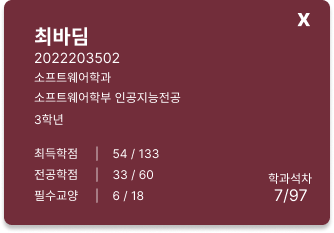 X
최바딤
2022203502
소프트웨어학과
소프트웨어학부 인공지능전공
3학년
최득학점 | 54 / 133
전공학점 | 33 / 60
필수교양 | 6 / 18
학과석차
7/97